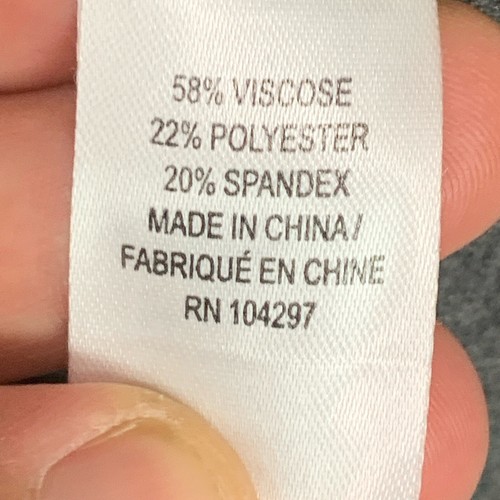 58% VISCOSE
22% POLYESTER
20% SPANDEX
MADE IN CHINA/
FABRIQUÉ EN CHINE
RN 104297